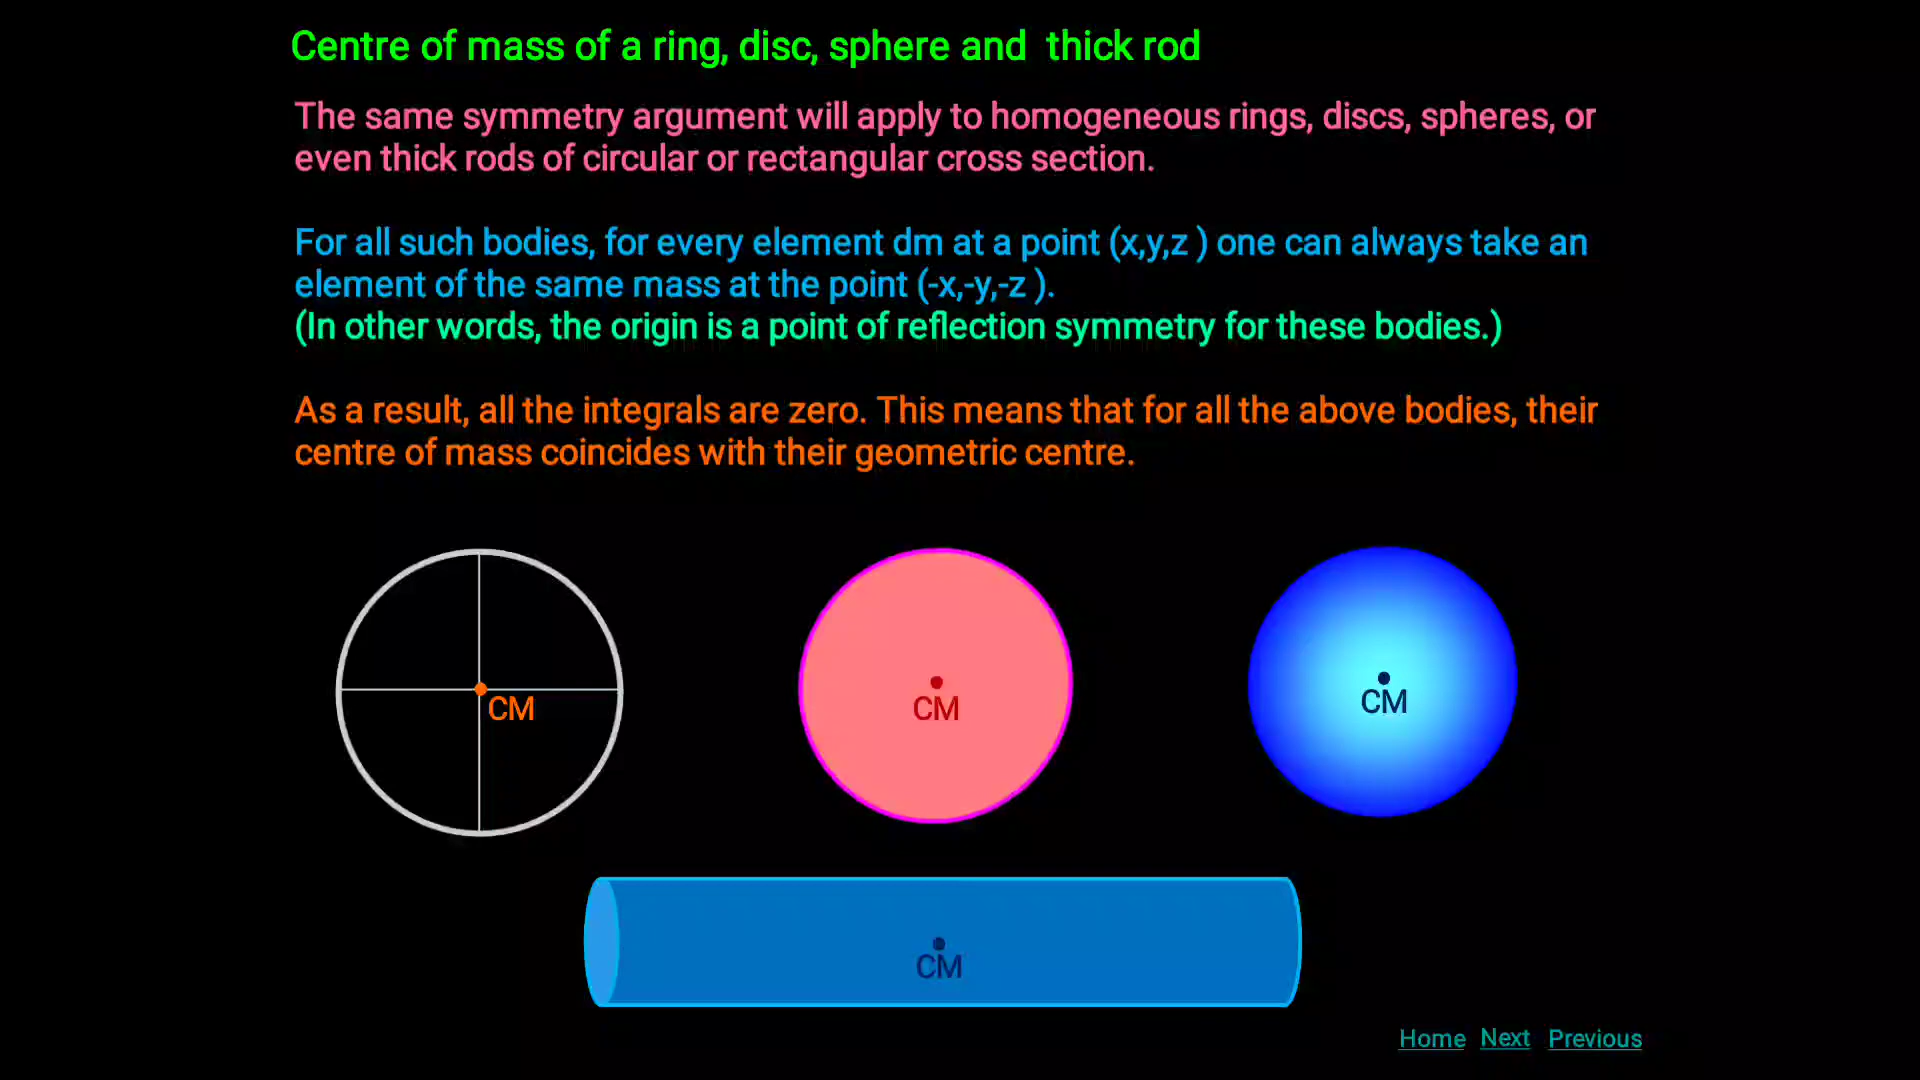 Centre of mass of a ring, disc, sphere and thick rod
The same symmetry argument will apply to homogeneous rings, discs, spheres, or
even thick rods of circular or rectangular cross section.
For all such bodies, for every element dm at a point (x,y,z ) one can always take an
element of the same mass at the point (-x,-y,-z ).
(In other words, the origin is a point of reflection symmetry for these bodies.)
As a result, all the integrals are zero. This means that for all the above bodies, their
centre of mass coincides with their geometric centre.
CM
CM
CM
CM
Home Next Previous